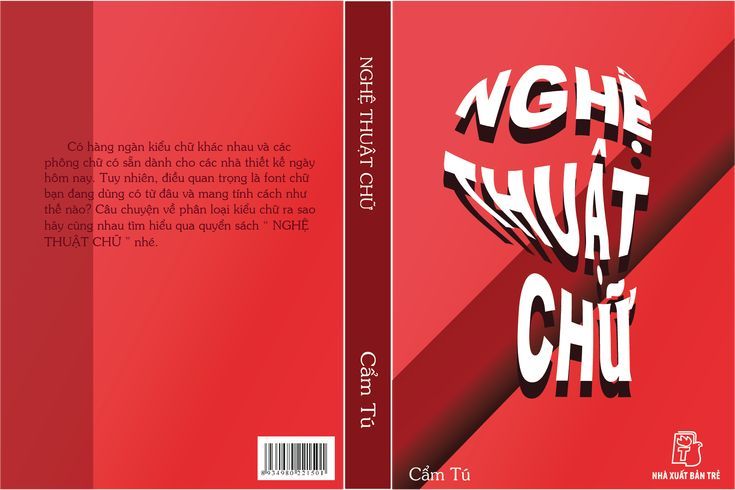 Có hàng ngàn kiểu chữ khác nhau và các
phông chữ có sẵn dành cho các nhà thiết kế ngày
hôm nay. Tuy nhiên, điều quan trọng là font chữ
bạn đang dùng có từ đâu và mang tính cách như
thế nào? Câu chuyện về phân loại kiểu chữ ra sao
hãy cùng nhau tìm hiểu qua quyển sách " NGHỆ
THUẬT CHỮ " nhé.
8934980221501
NGHỆ THUẬT CHỮ
Cẩm Tú
NGHỆ
THUẬT
CHỮ
Cẩm Tú
T
NHÀ XUẤT BẢN TRẺ